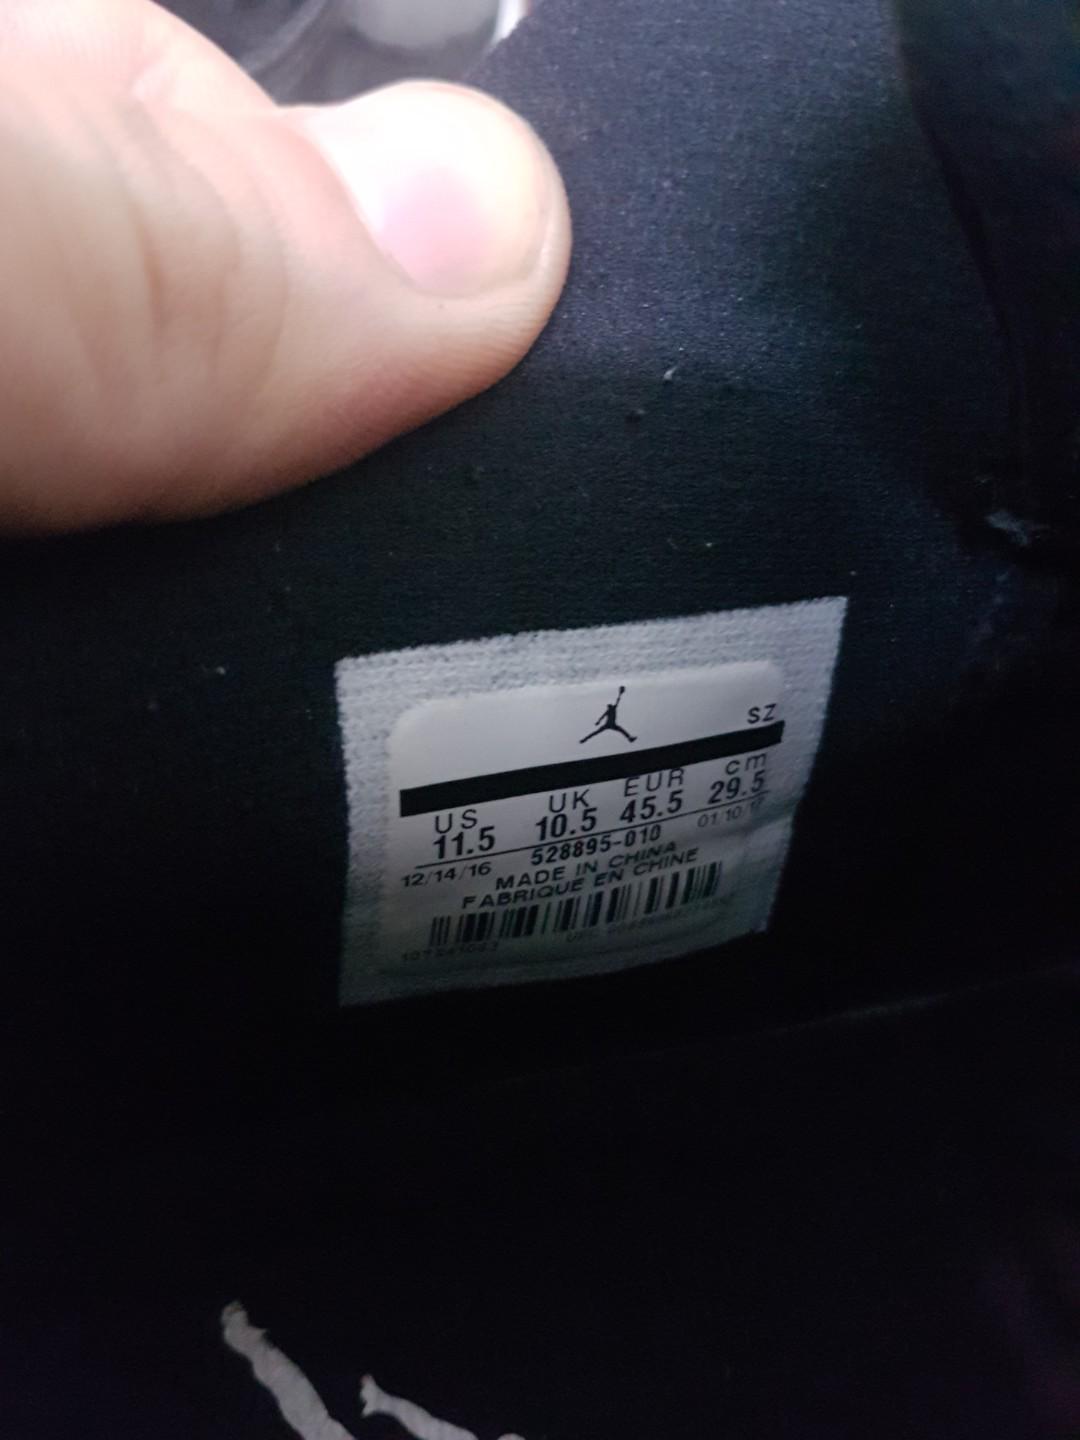 SZ
US UK EUR cm
11.5 10.5 45.5 29.5
12/14/16 528895-010 01/10/17
MADE IN CHINA
FABRIQUE EN CHINE